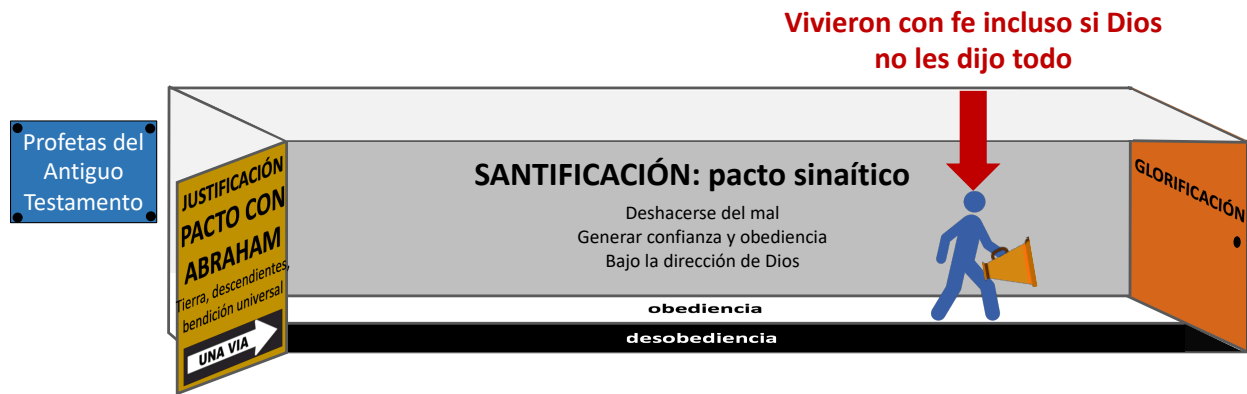 Vivieron con fe incluso si Dios
no les dijo todo
Profetas del
Antiguo
Testamento
JUSTIFICACIÓN
PACTO CON
ABRAHAM
Tierra, descendientes,
bendición universal
UNA VIA
SANTIFICACIÓN: pacto sinaítico
Deshacerse del mal
Generar confianza y obediencia
Bajo la dirección de Dios
obediencia
desobediencia
GLORIFICACIÓN